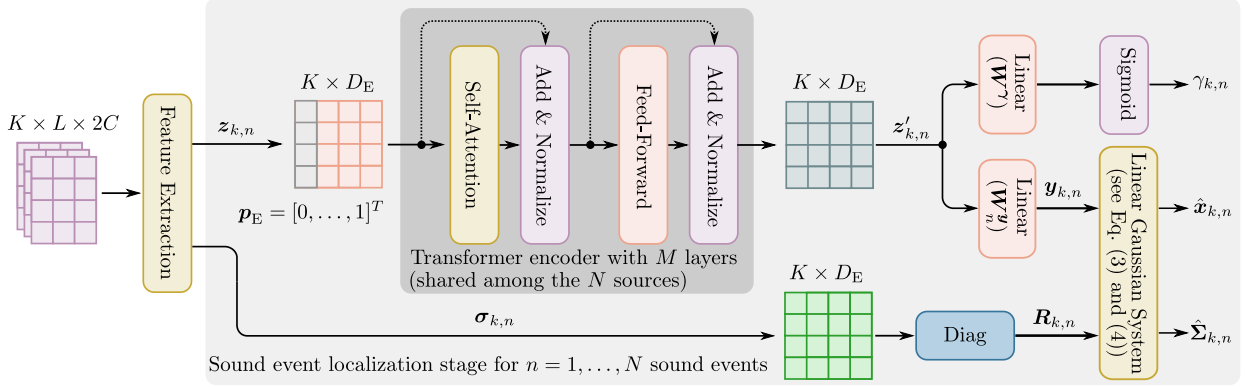 K × L × 2C
Feature Extraction
z_{k,n}
K × D_E
p_E = [0, . . . , 1]^T
Self-Attention
Add & Normalize
Feed-Forward
Add & Normalize
Transformer encoder with M layers
(shared among the N sources)
K × D_E
z′_{k,n}
Linear
(W^γ)
Sigmoid
γ_{k,n}
Linear
(W^y_n)
y_{k,n}
Linear Gaussian System
(see Eq. (3) and (4))
x̂_{k,n}
σ_{k,n}
K × D_E
Diag
R_{k,n}
Σ̂_{k,n}
Sound event localization stage for n = 1, . . . , N sound events